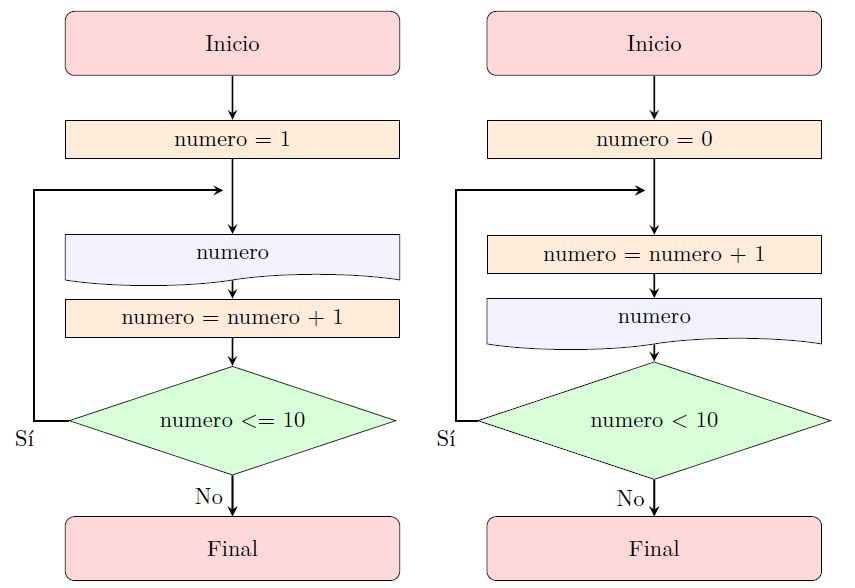 Inicio
numero = 1
numero
numero = numero + 1
numero <= 10
Sí
No
Final
Inicio
numero = 0
numero = numero + 1
numero
numero < 10
Sí
No
Final